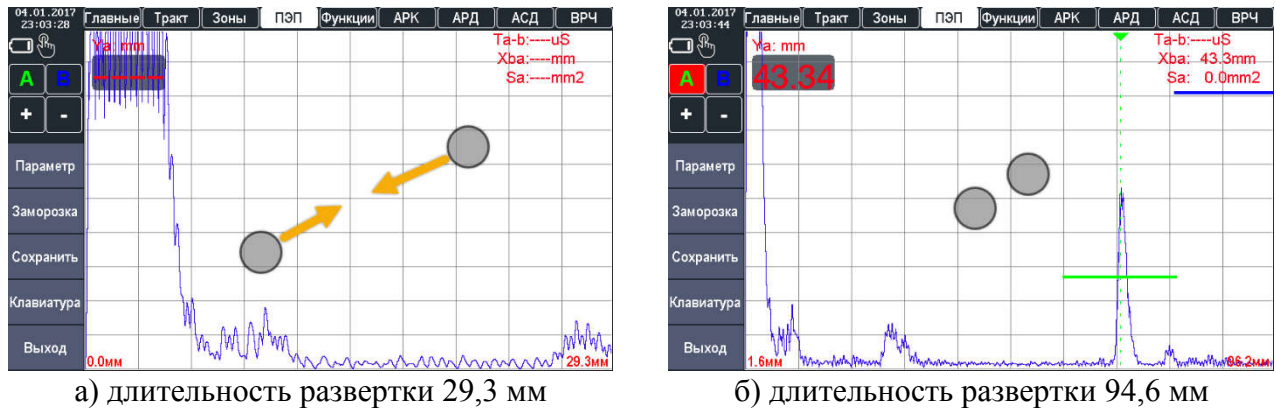 04.01.2017
23:03:28
Главные Тракт Зоны ПЭП Функции АРК АРД АСД ВРЧ
Ya: mm
-----
Ta-b:----uS
Xba:----mm
Sa:----mm2
A B
+ -
Параметр
Заморозка
Сохранить
Клавиатура
Выход
0.0мм 29.3мм
а) длительность развертки 29,3 мм
04.01.2017
23:03:44
Главные Тракт Зоны ПЭП Функции АРК АРД АСД ВРЧ
Ya: mm
43.34
Ta-b:----uS
Xba: 43.3mm
Sa: 0.0mm2
A B
+ -
Параметр
Заморозка
Сохранить
Клавиатура
Выход
1.6мм 96.2мм
б) длительность развертки 94,6 мм